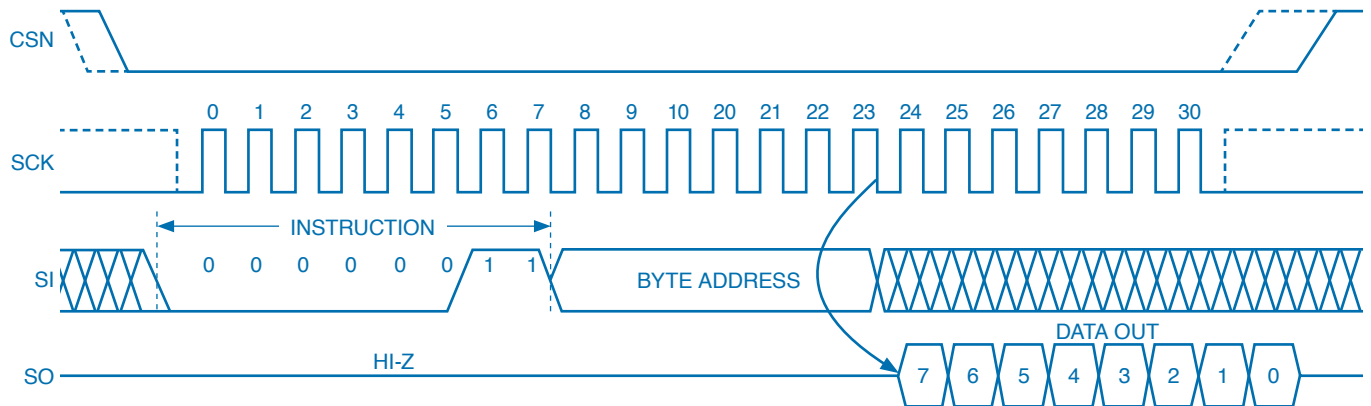 CSN
0 1 2 3 4 5 6 7 8 9 10 20 21 22 23 24 25 26 27 28 29 30
SCK
INSTRUCTION
0 0 0 0 0 0 1 1
SI
BYTE ADDRESS
DATA OUT
HI-Z
SO
7 6 5 4 3 2 1 0